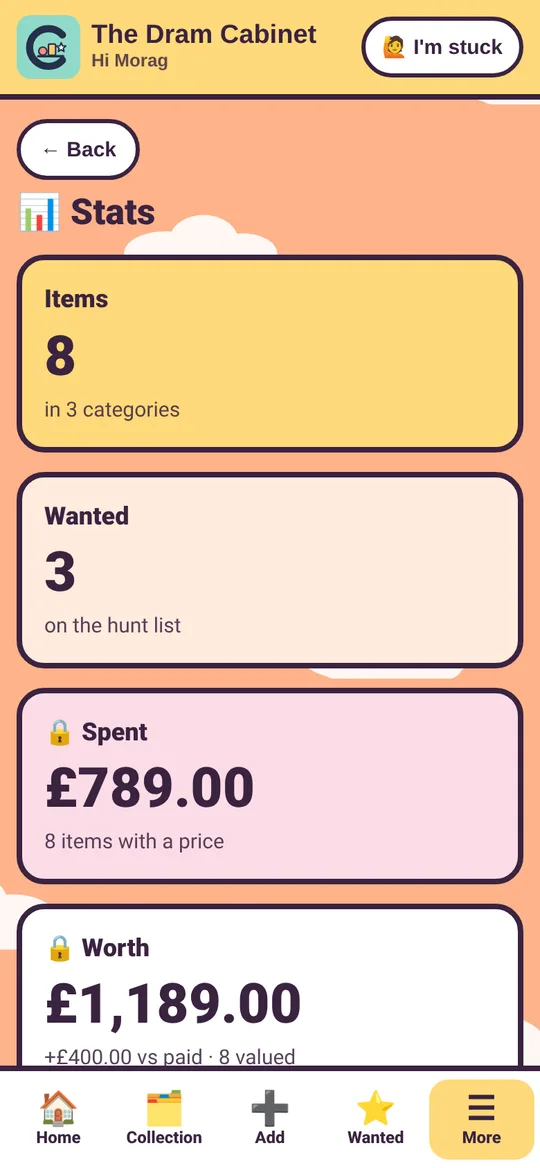 The Dram Cabinet
Hi Morag
🙋 I'm stuck
← Back
📊 Stats
Items
8
in 3 categories
Wanted
3
on the hunt list
🔒 Spent
£789.00
8 items with a price
🔒 Worth
£1,189.00
+£400.00 vs paid · 8 valued
Home
Collection
Add
Wanted
More